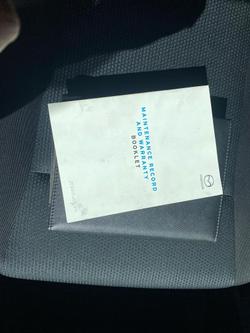 MAINTENANCE RECORD
AND WARRANTY
BOOKLET